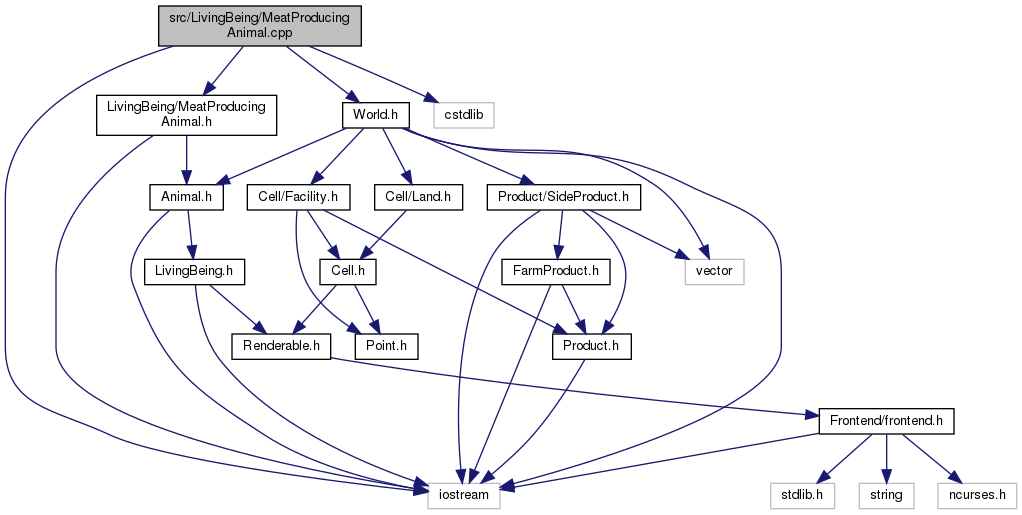 src/LivingBeing/MeatProducing
Animal.cpp
LivingBeing/MeatProducing
Animal.h
World.h
cstdlib
Animal.h
Cell/Facility.h
Cell/Land.h
Product/SideProduct.h
LivingBeing.h
Cell.h
FarmProduct.h
vector
Renderable.h
Point.h
Product.h
Frontend/frontend.h
iostream
stdlib.h
string
ncurses.h